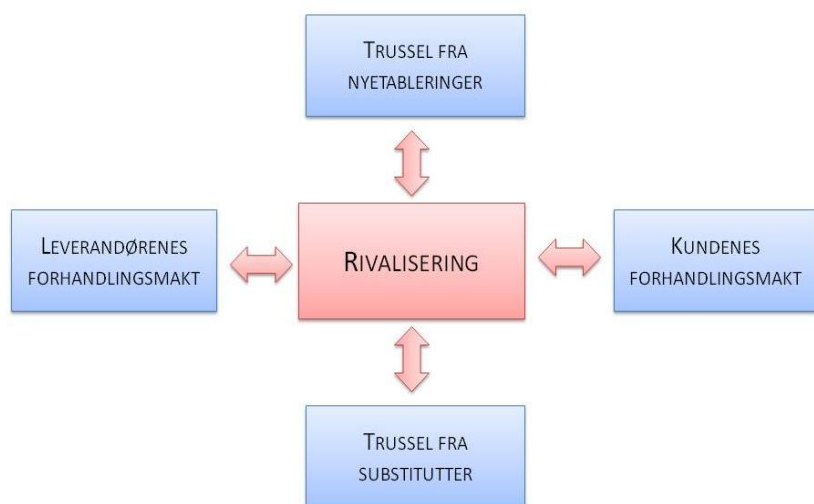 TRUSSEL FRA
NYETABLERINGER
LEVERANDØRENES
FORHANDLINGSMAKT
RIVALISERING
KUNDENES
FORHANDLINGSMAKT
TRUSSEL FRA
SUBSTITUTTER